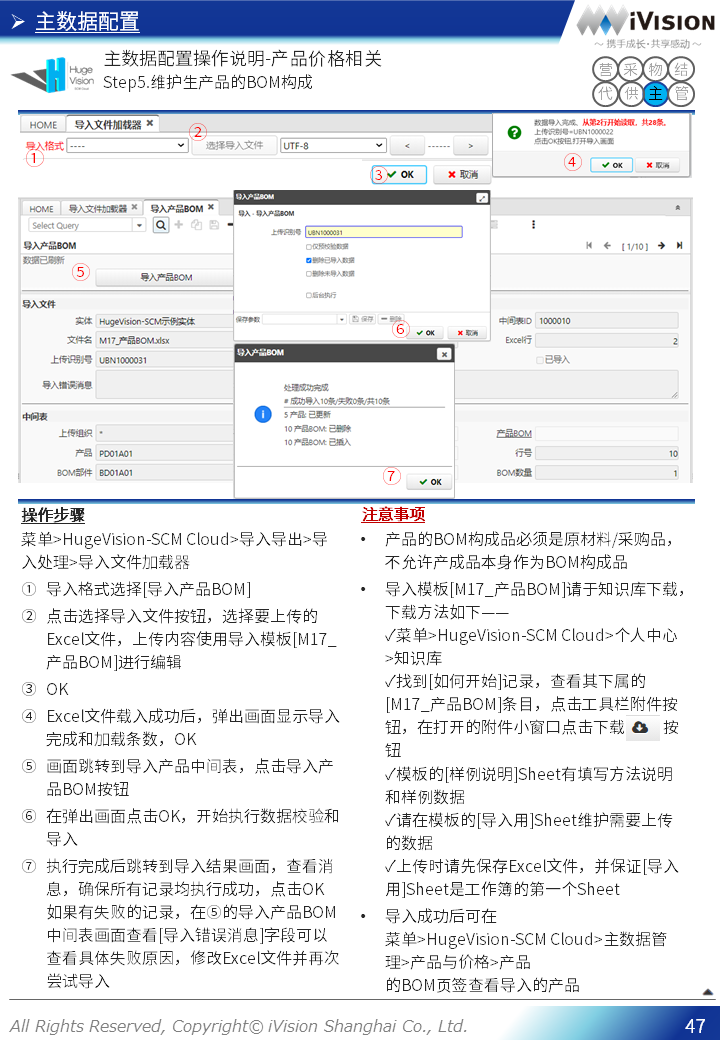 主数据配置
iVISION
～ 携手成长·共享感动 ～
Huge
Vision
主数据配置操作说明-产品价格相关
Step5.维护生产品的BOM构成
营 采 物 结
代 供 主 管
HOME 导入文件加载器
导入格式 ----
① ②
选择导入文件 UTF-8 < ------ >
③ OK 取消
数据导入完成。从第2行开始读取，共28条。
上传识别号=UBN1000022
点击OK按钮,打开导入画面
④ OK 取消
HOME 导入文件加载器 导入产品BOM
Select Query
[1/10]
导入产品BOM
数据已刷新
⑤ 导入产品BOM
导入文件
实体 HugeVision-SCM示例实体
文件名 M17_产品BOM.xlsx
上传识别号 UBN1000031
导入错误消息
中间表ID 1000010
Excel行 2
已导入
中间表
上传组织 *
产品 PD01A01
BOM部件 BD01A01
产品BOM
行号 10
BOM数量 1
导入产品BOM
导入 - 导入产品BOM
上传识别号 UBN1000031
仅预校验数据
删除已导入数据
删除未导入数据
后台执行
保存参数 保存 删除
⑥ OK 取消
导入产品BOM
处理成功完成
# 成功导入10条/失败0条/共10条
5 产品: 已更新
10 产品BOM: 已删除
10 产品BOM: 已插入
⑦ OK
操作步骤
菜单>HugeVision-SCM Cloud>导入导出>导
入处理>导入文件加载器
① 导入格式选择[导入产品BOM]
② 点击选择导入文件按钮，选择要上传的
Excel文件，上传内容使用导入模板[M17_
产品BOM]进行编辑
③ OK
④ Excel文件载入成功后，弹出画面显示导入
完成和加载条数，OK
⑤ 画面跳转到导入产品中间表，点击导入产
品BOM按钮
⑥ 在弹出画面点击OK，开始执行数据校验和
导入
⑦ 执行完成后跳转到导入结果画面，查看消
息，确保所有记录均执行成功，点击OK
如果有失败的记录，在⑤的导入产品BOM
中间表画面查看[导入错误消息]字段可以
查看具体失败原因，修改Excel文件并再次
尝试导入
注意事项
• 产品的BOM构成品必须是原材料/采购品，
不允许产成品本身作为BOM构成品
• 导入模板[M17_产品BOM]请于知识库下载，
下载方法如下——
✓菜单>HugeVision-SCM Cloud>个人中心
>知识库
✓找到[如何开始]记录，查看其下属的
[M17_产品BOM]条目，点击工具栏附件按
钮，在打开的附件小窗口点击下载 按
钮
✓模板的[样例说明]Sheet有填写方法说明
和样例数据
✓请在模板的[导入用]Sheet维护需要上传
的数据
✓上传时请先保存Excel文件，并保证[导入
用]Sheet是工作簿的第一个Sheet
• 导入成功后可在
菜单>HugeVision-SCM Cloud>主数据管
理>产品与价格>产品
的BOM页签查看导入的产品
All Rights Reserved, Copyright© iVision Shanghai Co., Ltd.
47